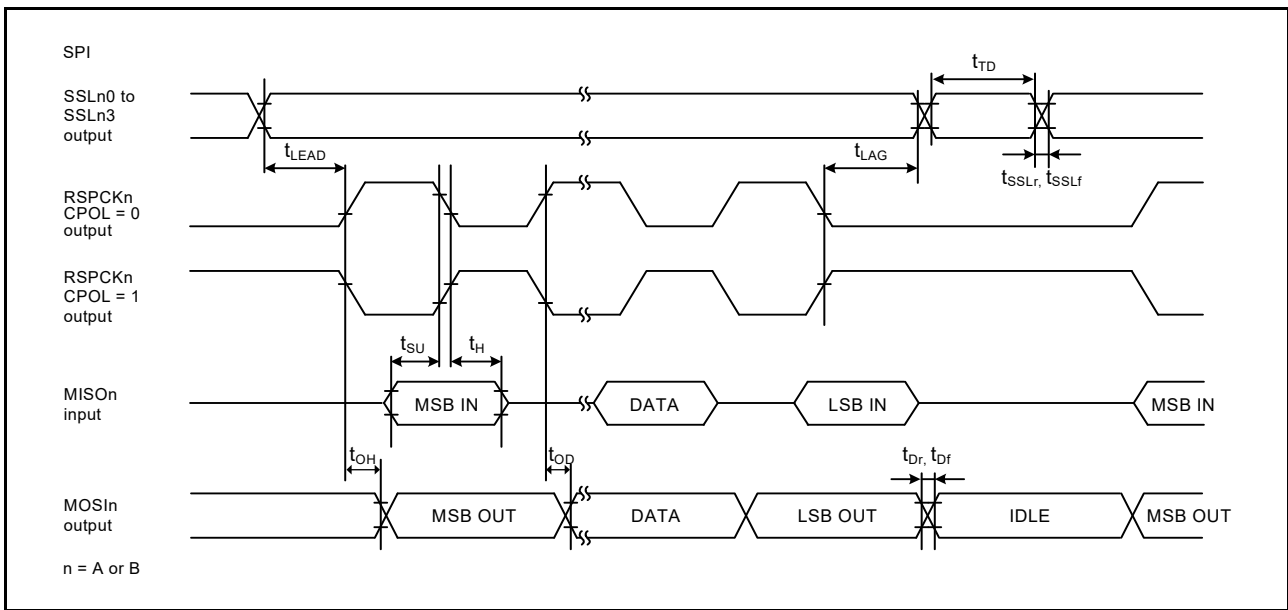 SPI
SSLn0 to
SSLn3
output
tTD
tLEAD
tLAG
tSSLr, tSSLf
RSPCKn
CPOL = 0
output
RSPCKn
CPOL = 1
output
tSU
tH
MISOn
input
MSB IN
DATA
LSB IN
MSB IN
tOH
tOD
tDr, tDf
MOSIn
output
MSB OUT
DATA
LSB OUT
IDLE
MSB OUT
n = A or B